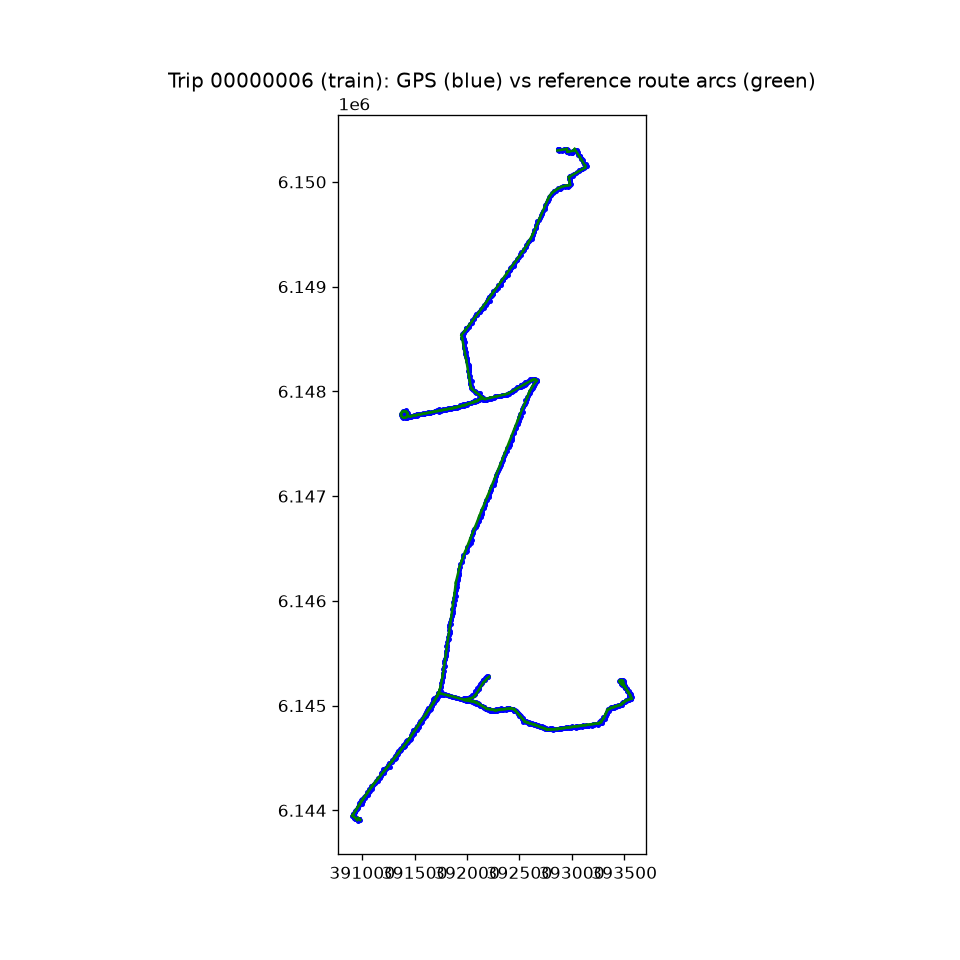 Trip 00000006 (train): GPS (blue) vs reference route arcs (green)
1e6
6.150
6.149
6.148
6.147
6.146
6.145
6.144
391000 391500 392000 392500 393000 393500